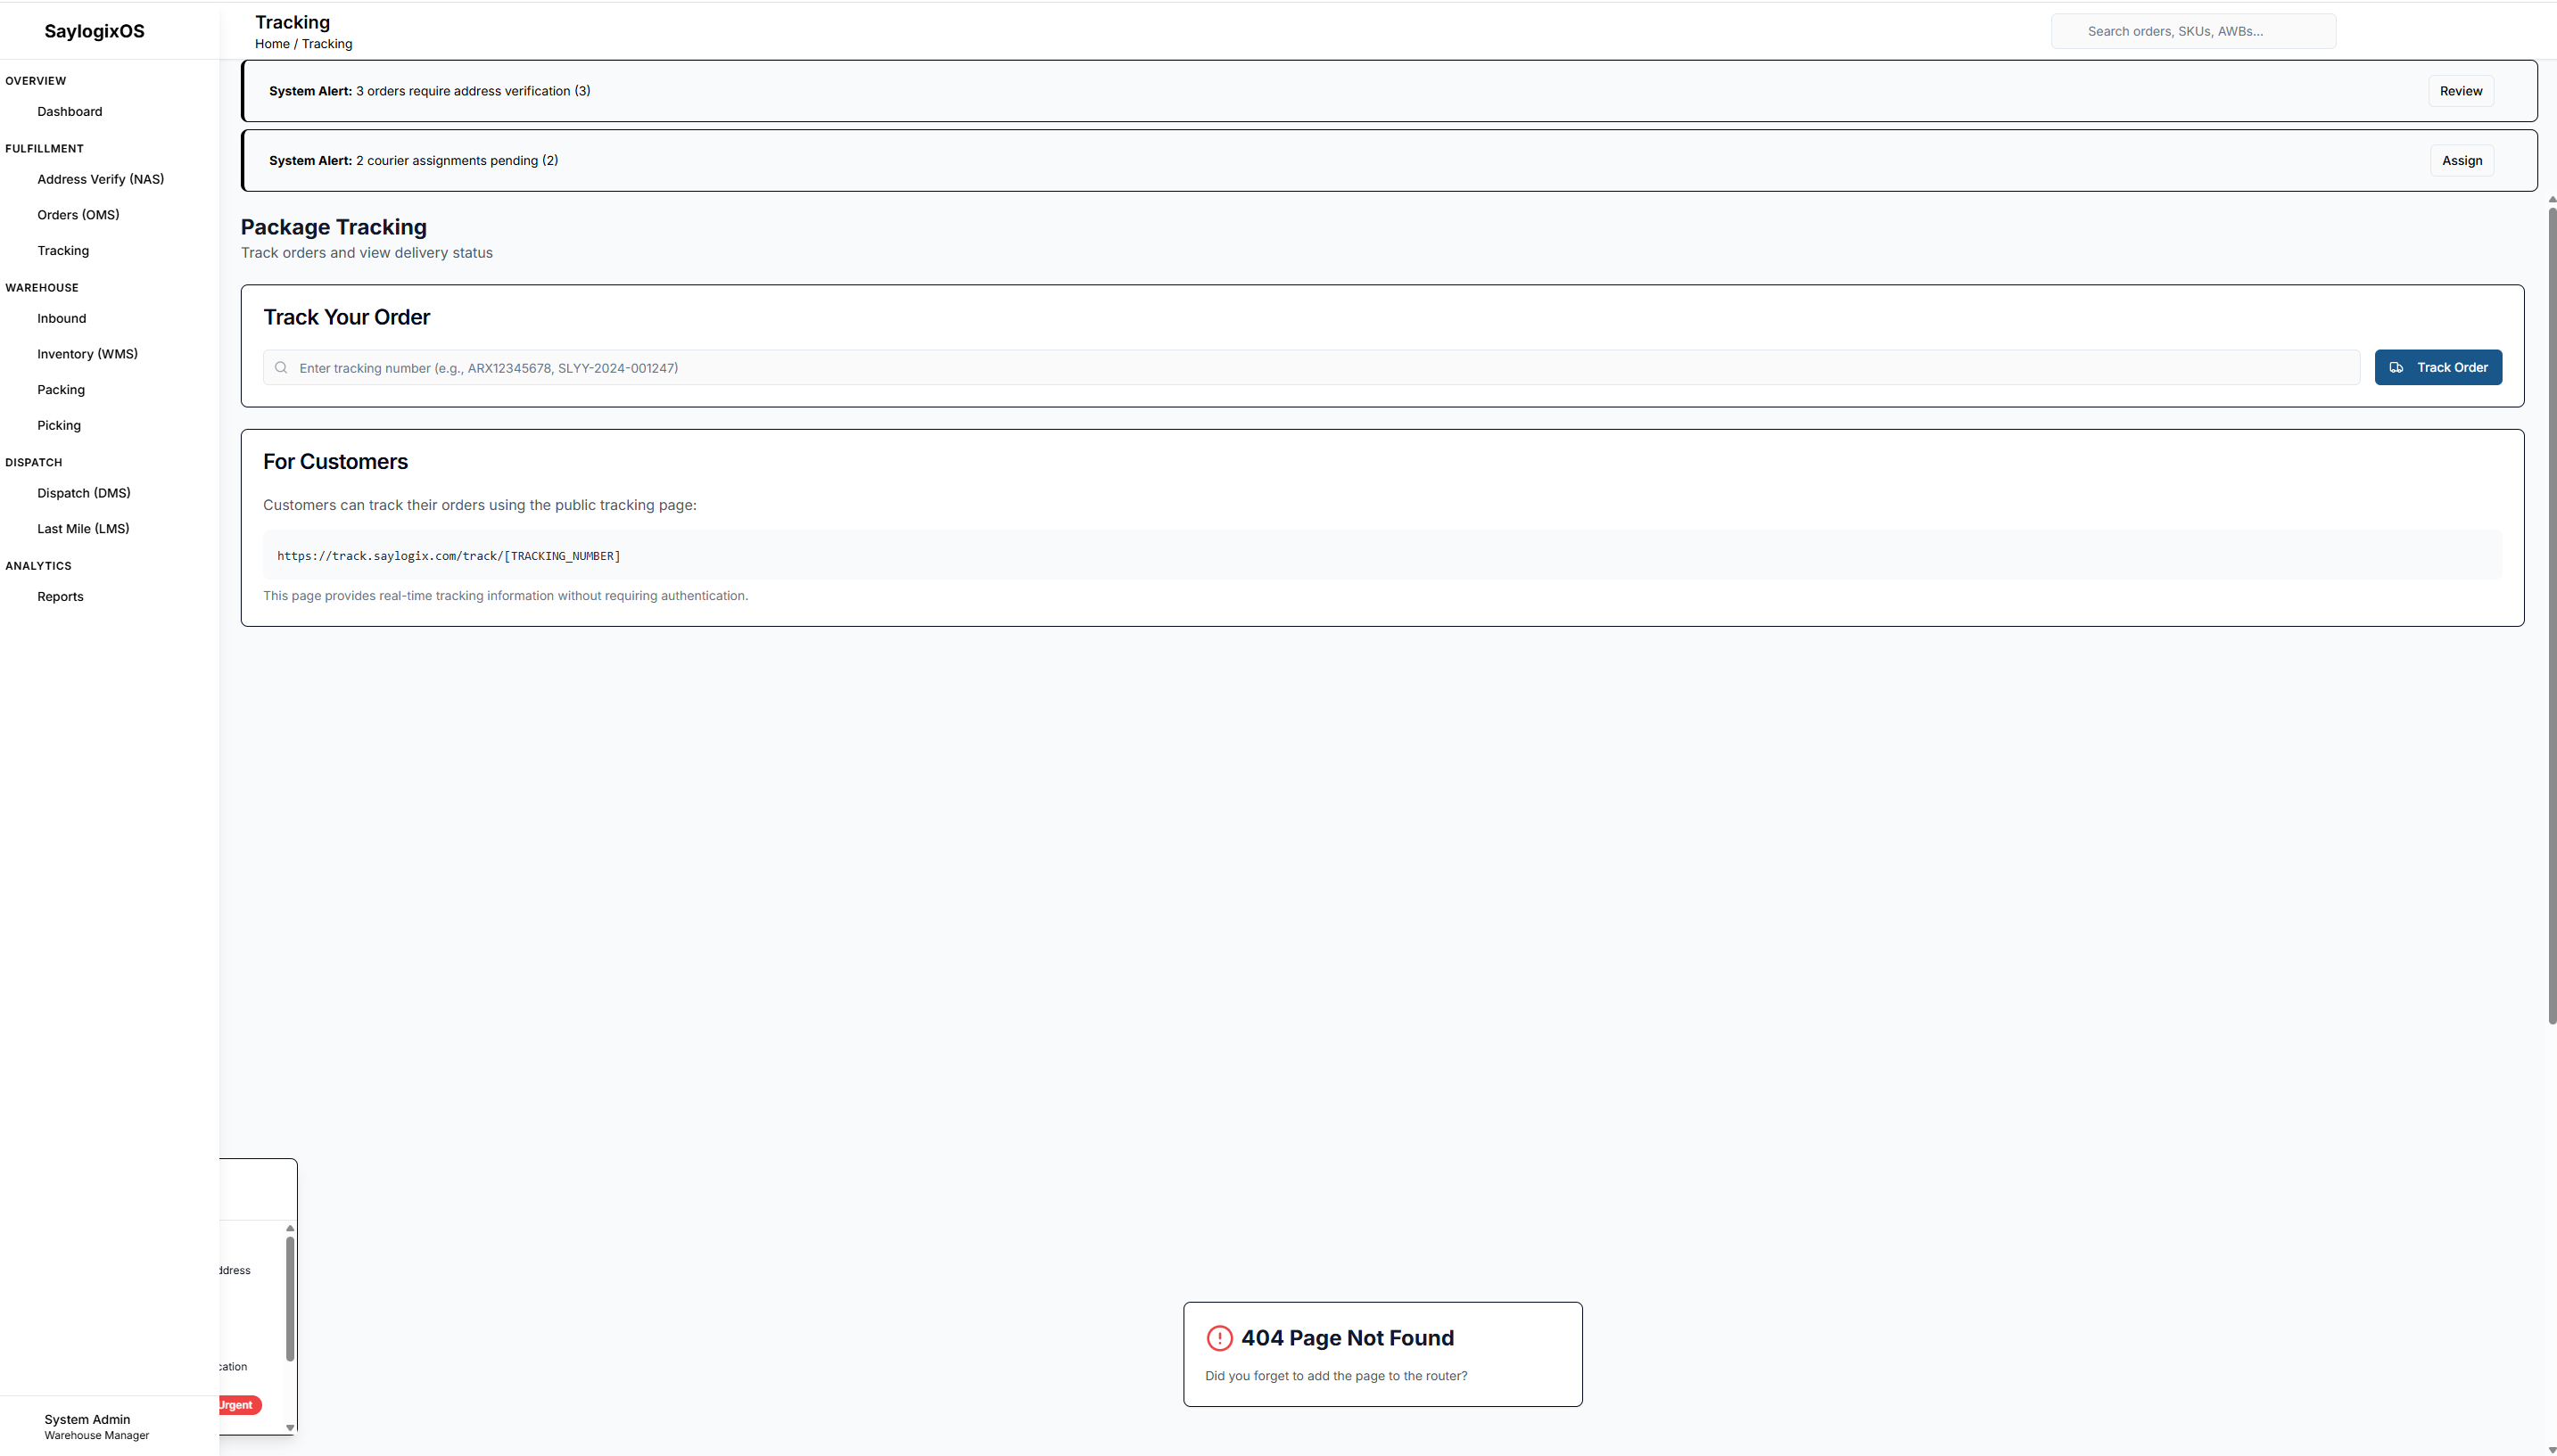 SaylogixOS
OVERVIEW
Dashboard
FULFILLMENT
Address Verify (NAS)
Orders (OMS)
Tracking
WAREHOUSE
Inbound
Inventory (WMS)
Packing
Picking
DISPATCH
Dispatch (DMS)
Last Mile (LMS)
ANALYTICS
Reports
System Admin
Warehouse Manager
Tracking
Home / Tracking
Search orders, SKUs, AWBs...
System Alert: 3 orders require address verification (3)
Review
System Alert: 2 courier assignments pending (2)
Assign
Package Tracking
Track orders and view delivery status
Track Your Order
Enter tracking number (e.g., ARX12345678, SLYY-2024-001247)
Track Order
For Customers
Customers can track their orders using the public tracking page:
https://track.saylogix.com/track/[TRACKING_NUMBER]
This page provides real-time tracking information without requiring authentication.
ddress
cation
Urgent
404 Page Not Found
Did you forget to add the page to the router?